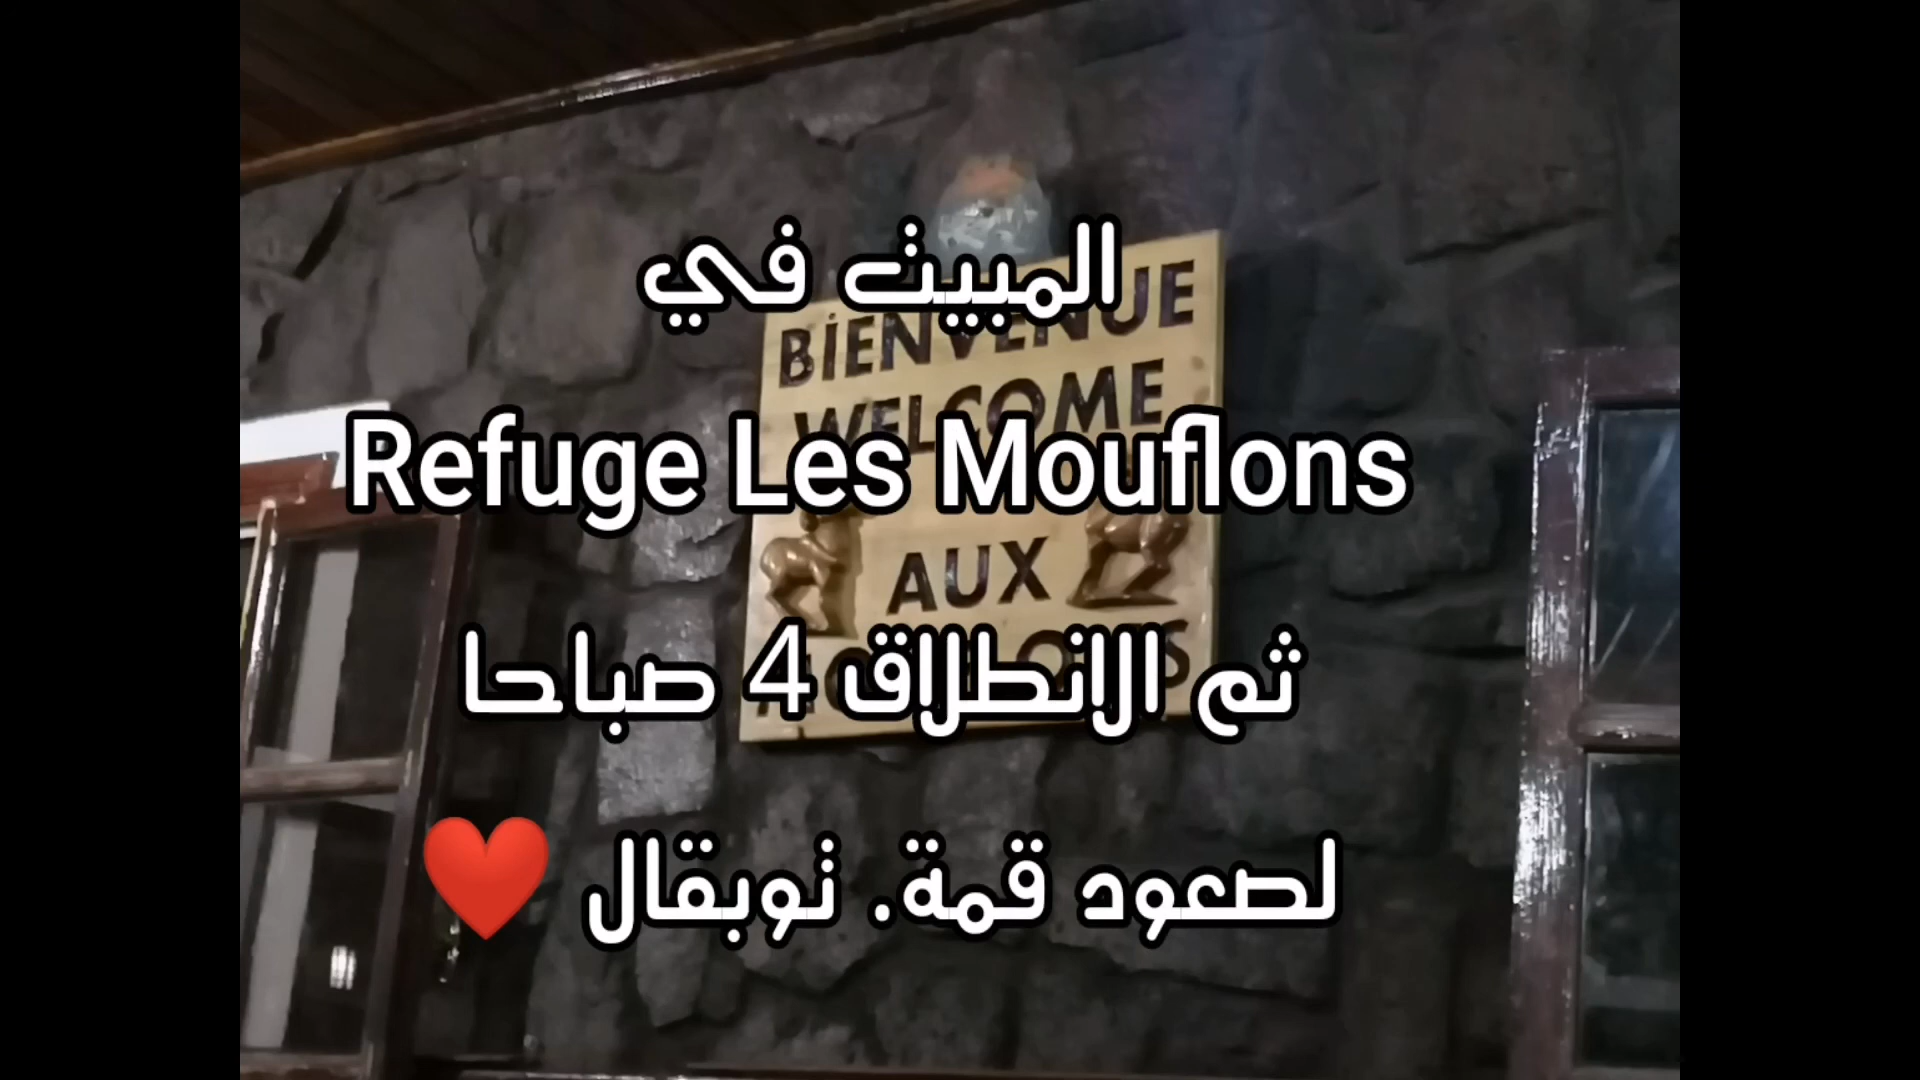 المبيت في
BIENVENUE
WELCOME
Refuge Les Mouflons
AUX
ثم الانطلاق 4 صباحا
لصعود قمة. توبقال ❤️